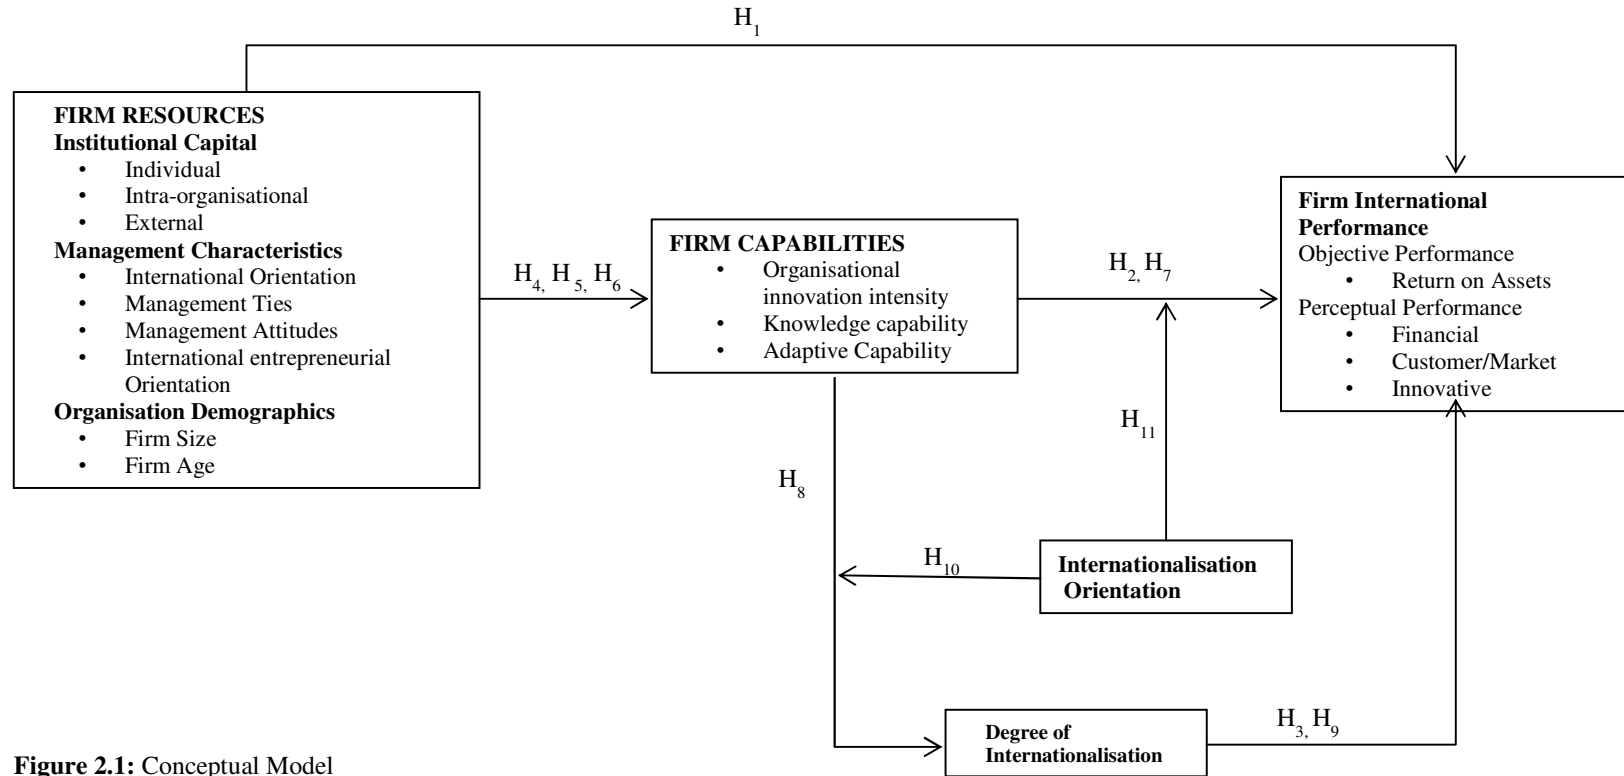 H1
FIRM RESOURCES
Institutional Capital
• Individual
• Intra-organisational
• External
Management Characteristics
• International Orientation
• Management Ties
• Management Attitudes
• International entrepreneurial
Orientation
Organisation Demographics
• Firm Size
• Firm Age
H4, H5, H6
FIRM CAPABILITIES
• Organisational
innovation intensity
• Knowledge capability
• Adaptive Capability
H2, H7
Firm International
Performance
Objective Performance
• Return on Assets
Perceptual Performance
• Financial
• Customer/Market
• Innovative
H11
H8
H10
Internationalisation
Orientation
Degree of
Internationalisation
H3, H9
Figure 2.1: Conceptual Model